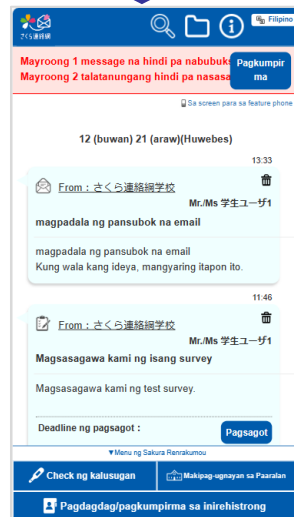 さくら連絡網
Filipino
Mayroong 1 message na hindi pa nabubuks
Mayroong 2 talatanungang hindi pa nasasa
Pagkumpir
ma
Sa screen para sa feature phone
12 (buwan) 21 (araw)(Huwebes)
13:33
From：さくら連絡網学校
Mr./Ms 学生ユーザ1
magpadala ng pansubok na email
magpadala ng pansubok na email
Kung wala kang ideya, mangyaring itapon ito.
11:46
From：さくら連絡網学校
Mr./Ms 学生ユーザ1
Magsasagawa kami ng isang survey
Magsasagawa kami ng test survey.
Deadline ng pagsagot：
Pagsagot
▼Menu ng Sakura Renrakumou
Check ng kalusugan
Makipag-ugnayan sa Paaralan
Pagdagdag/pagkumpirma sa inirehistrong